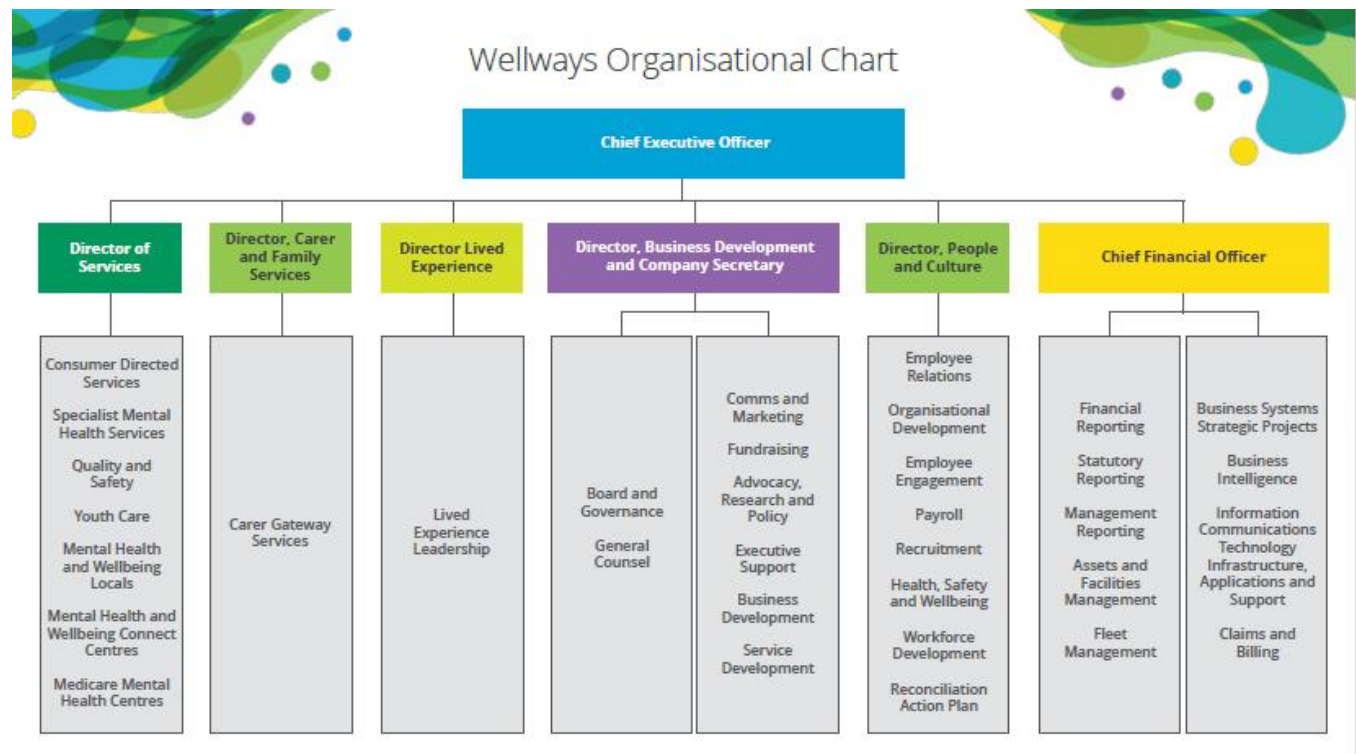 Wellways Organisational Chart
Chief Executive Officer
Director of
Services
Director, Carer
and Family
Services
Director Lived
Experience
Director, Business Development
and Company Secretary
Director, People
and Culture
Chief Financial Officer
Consumer Directed
Services
Specialist Mental
Health Services
Quality and
Safety
Youth Care
Mental Health
and Wellbeing
Locals
Mental Health and
Wellbeing Connect
Centres
Medicare Mental
Health Centres
Carer Gateway
Services
Lived
Experience
Leadership
Board and
Governance
General
Counsel
Comms and
Marketing
Fundraising
Advocacy,
Research and
Policy
Executive
Support
Business
Development
Service
Development
Employee
Relations
Organisational
Development
Employee
Engagement
Payroll
Recruitment
Health, Safety
and Wellbeing
Workforce
Development
Reconciliation
Action Plan
Financial
Reporting
Statutory
Reporting
Management
Reporting
Assets and
Facilities
Management
Fleet
Management
Business Systems
Strategic Projects
Business
Intelligence
Information
Communications
Technology
Infrastructure,
Applications and
Support
Claims and
Billing